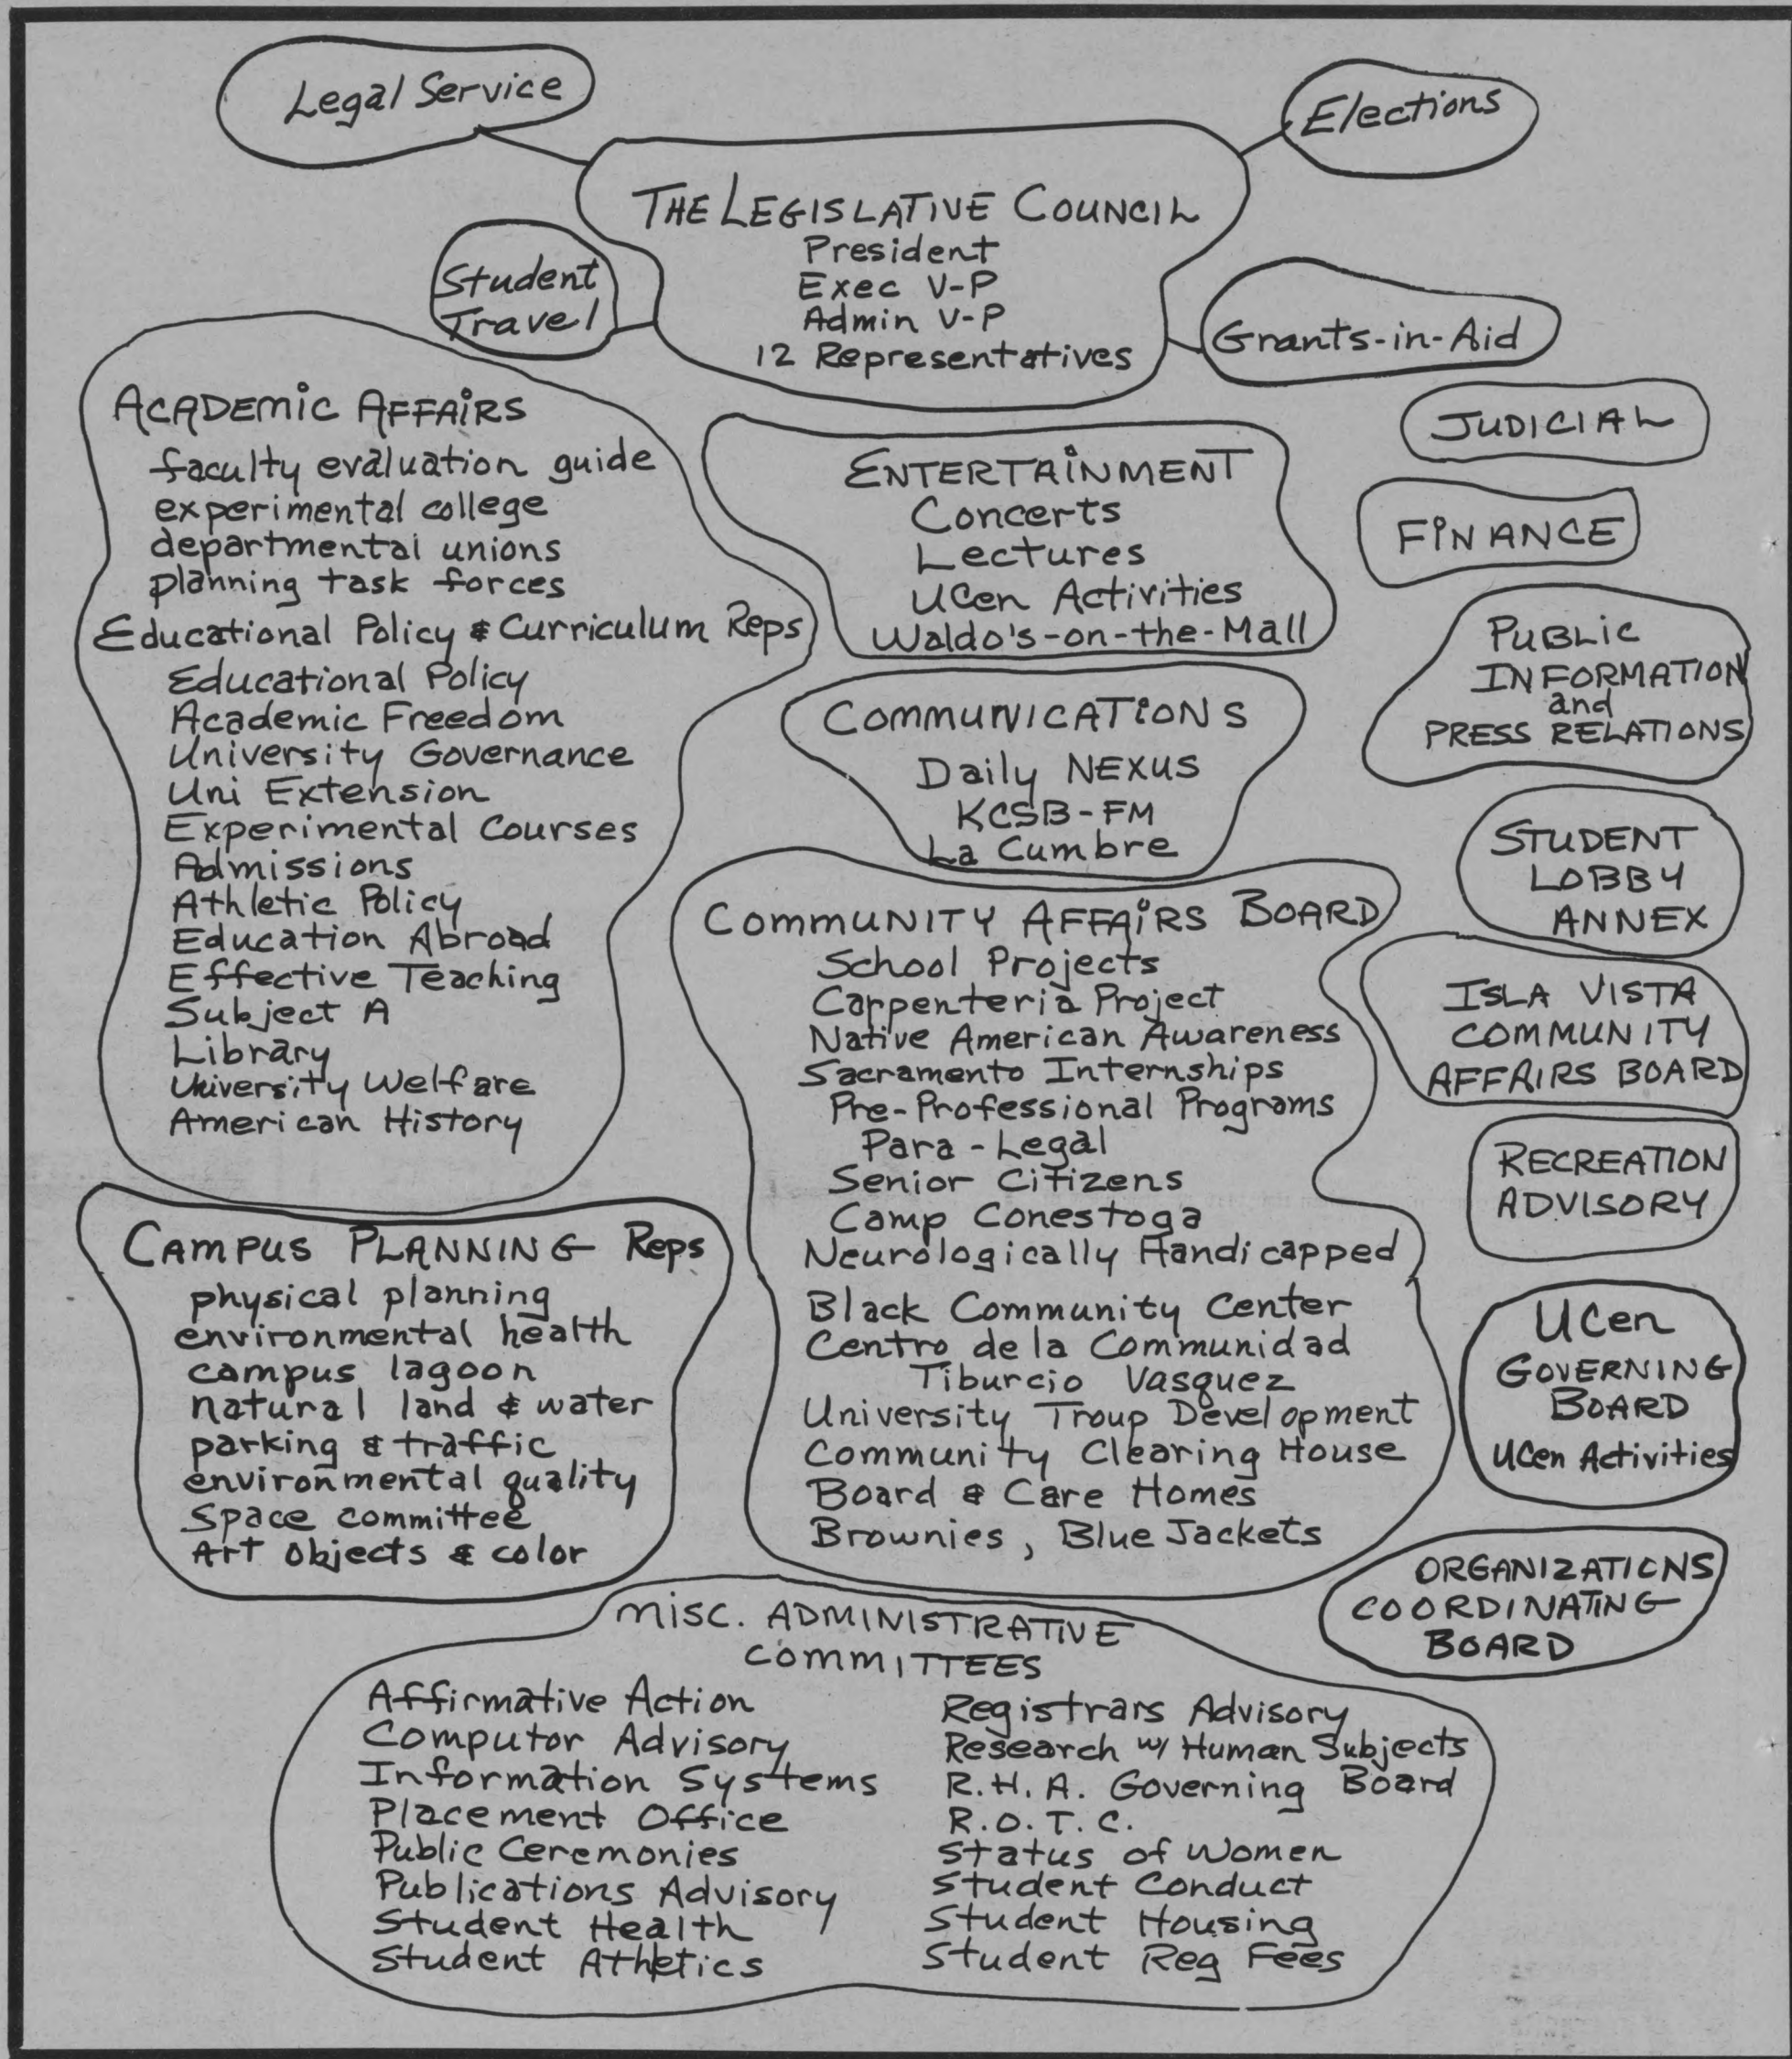 Legal Service
Elections
THE LEGISLATIVE COUNCIL
President
Exec V-P
Admin V-P
12 Representatives
Student
Travel
Grants-in-Aid
ACADEMIC AFFAIRS
faculty evaluation guide
experimental college
departmental unions
planning task forces
Educational Policy & Curriculum Reps
Educational Policy
Academic Freedom
University Governance
Uni Extension
Experimental Courses
Admissions
Athletic Policy
Education Abroad
Effective Teaching
Subject A
Library
University Welfare
American History
ENTERTAINMENT
Concerts
Lectures
UCen Activities
Waldo's-on-the-Mall
JUDICIAL
FINANCE
PUBLIC
INFORMATION
and
PRESS RELATIONS
COMMUNICATIONS
Daily NEXUS
KCSB-FM
La Cumbre
STUDENT
LOBBY
ANNEX
COMMUNITY AFFAIRS BOARD
School Projects
Carpenteria Project
Native American Awareness
Sacramento Internships
Pre-Professional Programs
Para-Legal
Senior Citizens
Camp Conestoga
Neurologically Handicapped
Black Community Center
Centro de la Communidad
Tiburcio Vasquez
University Troup Development
Community Clearing House
Board & Care Homes
Brownies, Blue Jackets
ISLA VISTA
COMMUNITY
AFFAIRS BOARD
RECREATION
ADVISORY
UCen
GOVERNING
BOARD
UCen Activities
ORGANIZATIONS
COORDINATING
BOARD
CAMPUS PLANNING Reps
physical planning
environmental health
campus lagoon
natural land & water
parking & traffic
environmental quality
Space committee
Art Objects & color
MISC. ADMINISTRATIVE
COMMITTEES
Affirmative Action
Computor Advisory
Information Systems
Placement Office
Public Ceremonies
Publications Advisory
Student Health
Student Athletics
Registrars Advisory
Research w/ Human Subjects
R.H.A. Governing Board
R.O.T.C.
Status of Women
Student Conduct
Student Housing
Student Reg Fees